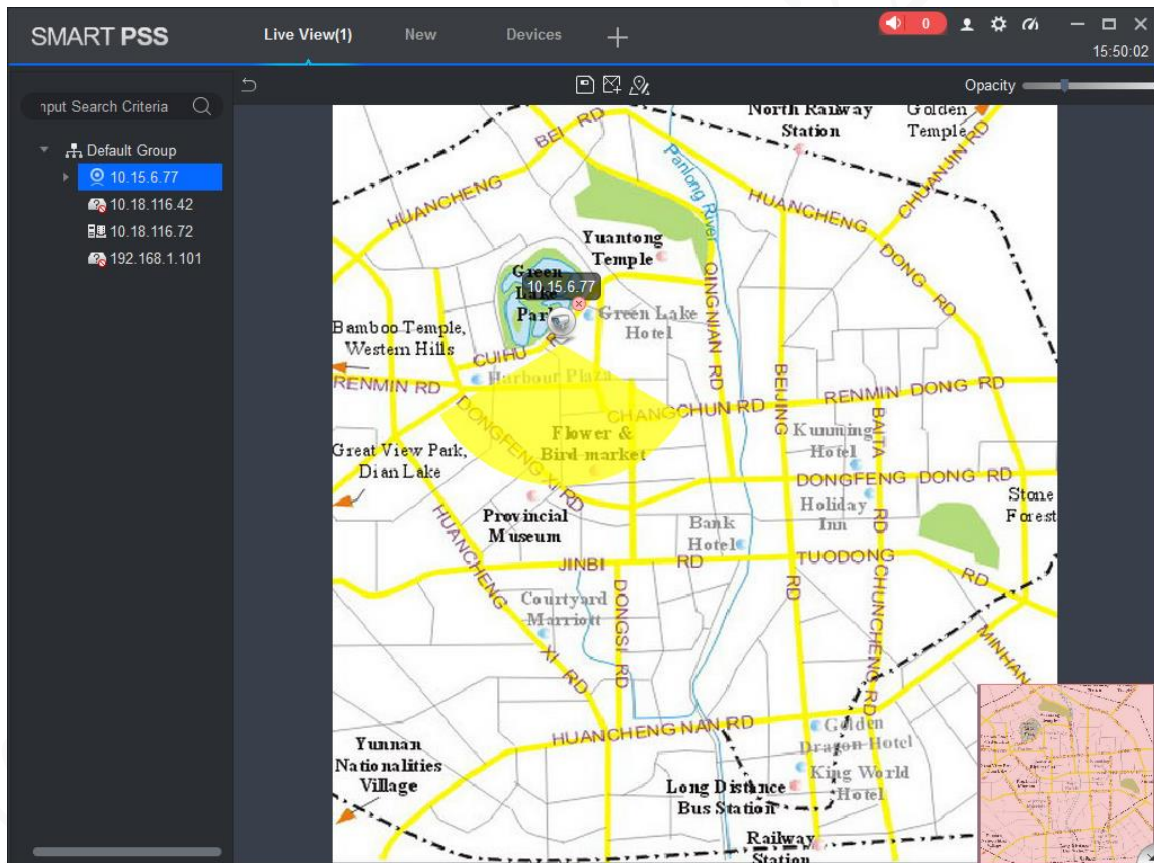 SMART PSS
Live View(1)
New
Devices
0
15:50:02
nput Search Criteria
Opacity
Default Group
10.15.6.77
10.18.116.42
10.18.116.72
192.168.1.101
North Railway
Station
Golden
Temple
BEI RD
HUANCHENG
Panlong River
HUANCHENG DONG RD
CHUANJIN RD
Yuantong
Temple
Green
Lake
Park
10.15.6.77
Green Lake
Hotel
QINGNIAN RD
Bamboo Temple,
Western Hills
CUIHU
Harbour Plaza
RENMIN RD
BEIJING
RENMIN DONG RD
DONGFENG XI RD
CHANGCHUN RD
Flower &
Bird market
Kunming
Hotel
BAITA
Great View Park,
Dian Lake
DONGFENG DONG RD
Stone
Forest
Holiday
Inn
RD
Provincial
Museum
HUANCHENG
Bank
Hotel
JINBI RD
TUODONG
RD
RD
CHUNCHENG RD
Courtyard
Marriott
DONGSI RD
XI RD
MINHAN
HUANCHENG NAN RD
Golden
Dragon Hotel
Yunnan
Nationalities
Village
King World
Hotel
Long Distance
Bus Station
Railway
Station